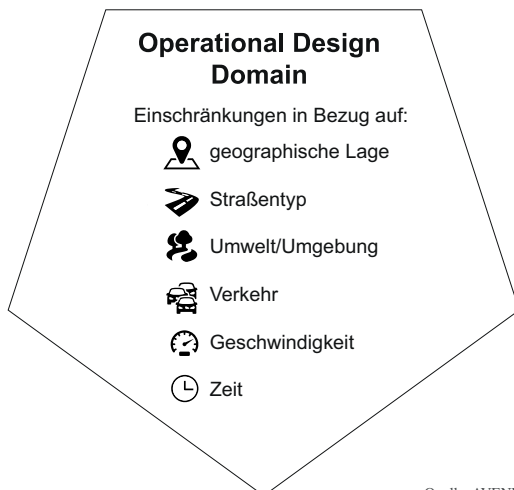 Operational Design
Domain
Einschränkungen in Bezug auf:
geographische Lage
Straßentyp
Umwelt/Umgebung
Verkehr
Geschwindigkeit
Zeit